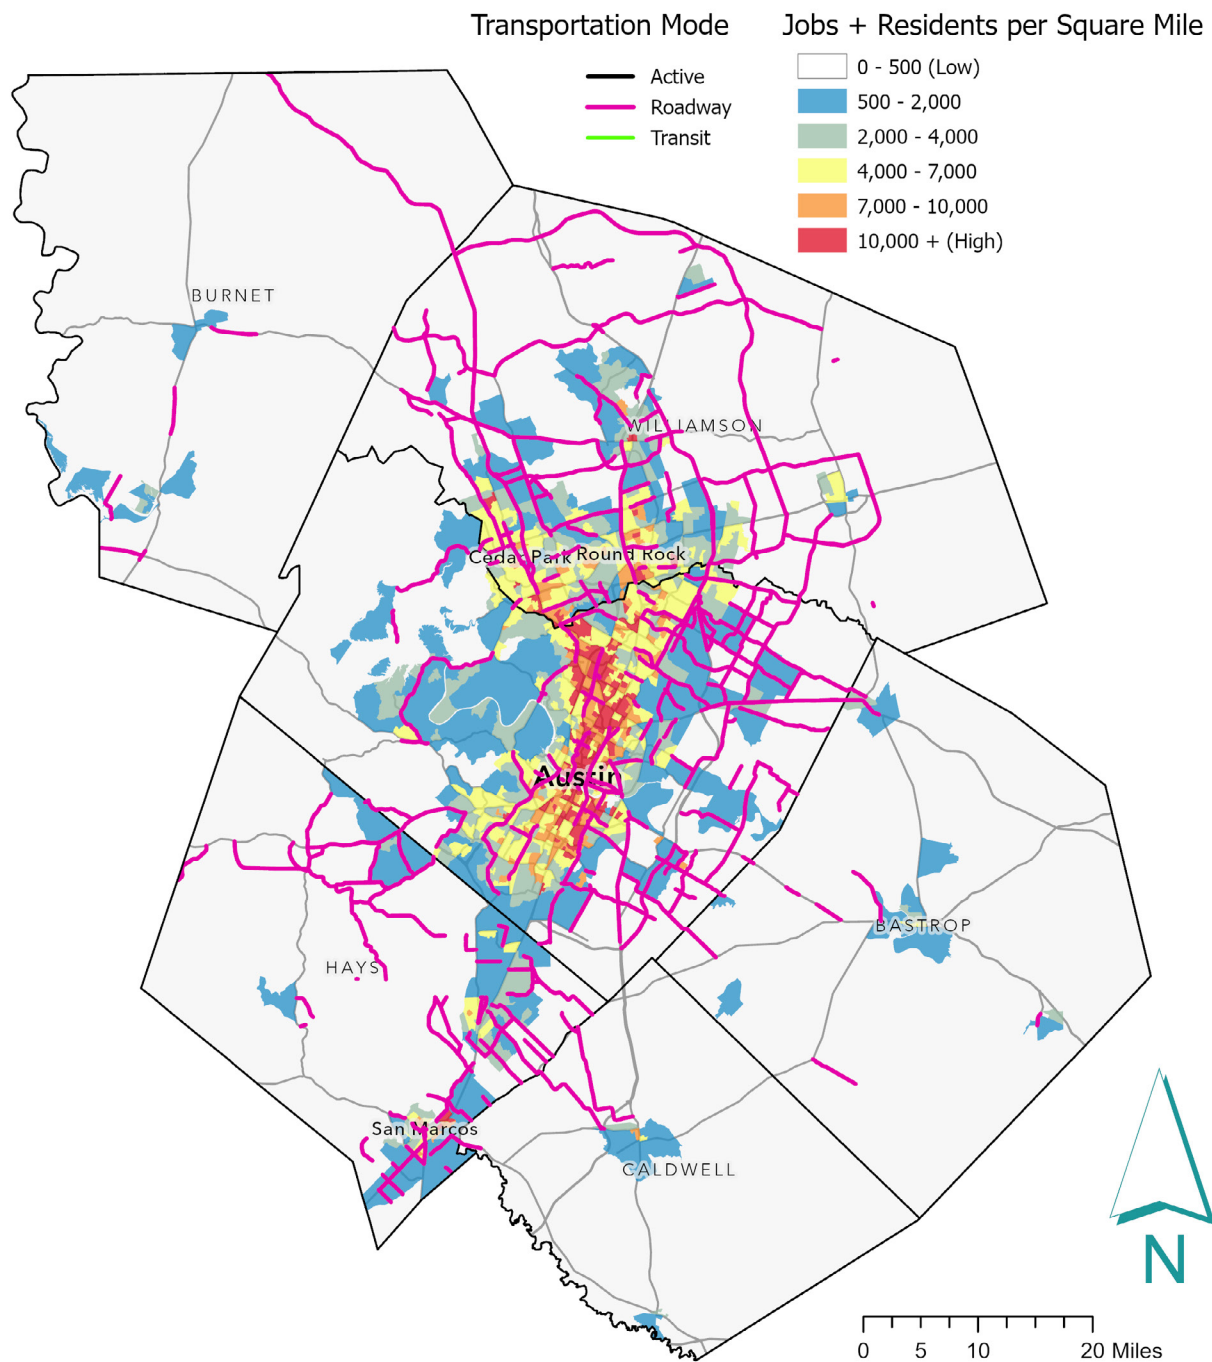 Transportation Mode
Active
Roadway
Transit
Jobs + Residents per Square Mile
0 - 500 (Low)
500 - 2,000
2,000 - 4,000
4,000 - 7,000
7,000 - 10,000
10,000 + (High)
BURNET
WILLIAMSON
Cedar Park
Round Rock
Austin
BASTROP
HAYS
San Marcos
CALDWELL
N
0 5 10 20 Miles